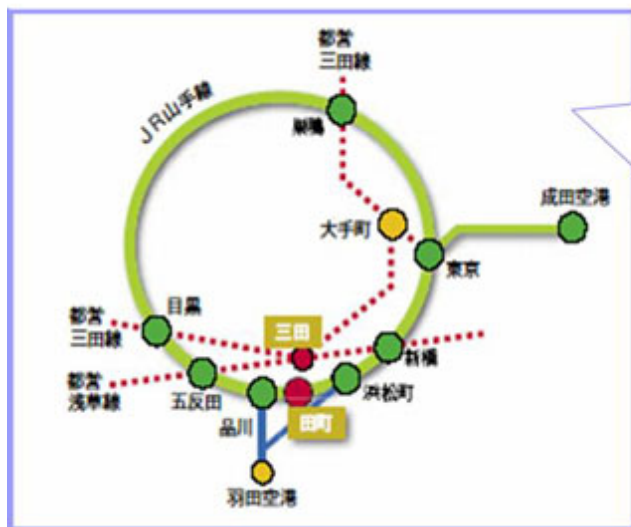 都営
三田線
JR山手線
巣鴨
成田空港
大手町
東京
目黒
都営
三田線
三田
新橋
都営
浅草線
五反田
浜松町
品川
田町
羽田空港